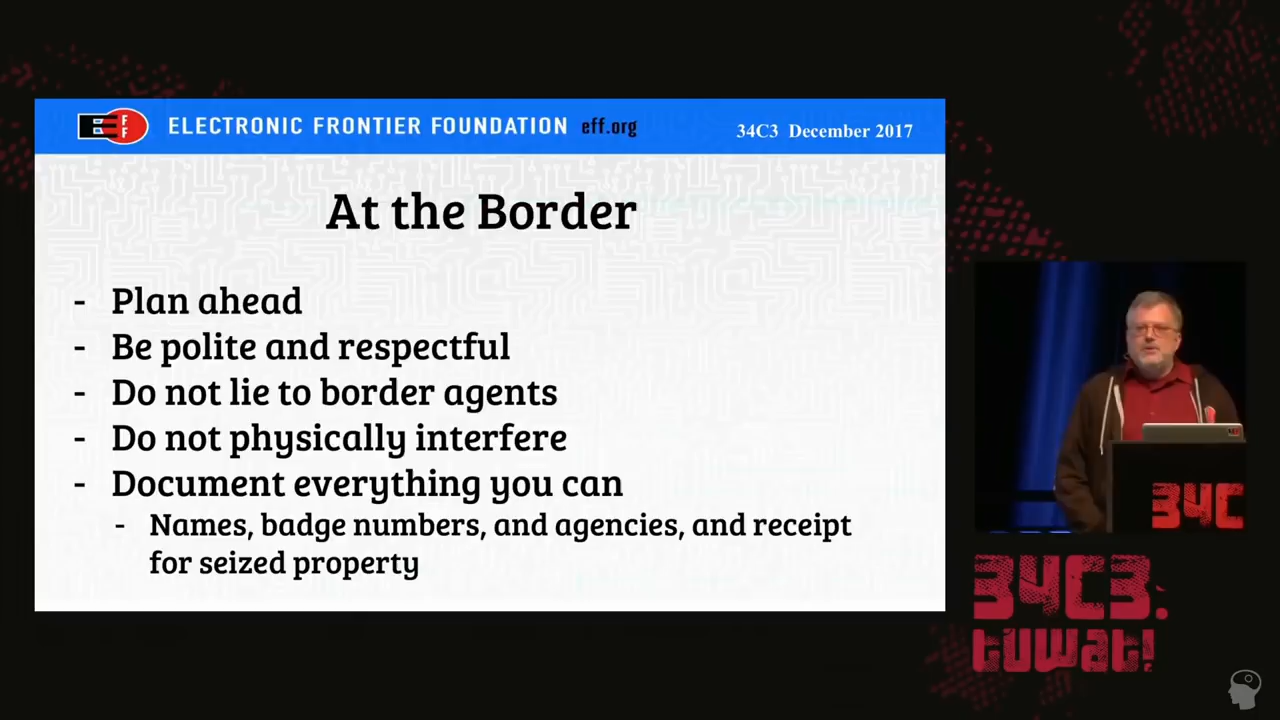 E F F ELECTRONIC FRONTIER FOUNDATION eff.org
34C3 December 2017
At the Border
- Plan ahead
- Be polite and respectful
- Do not lie to border agents
- Do not physically interfere
- Document everything you can
- Names, badge numbers, and agencies, and receipt
for seized property
34C
34C3:
tuwat!